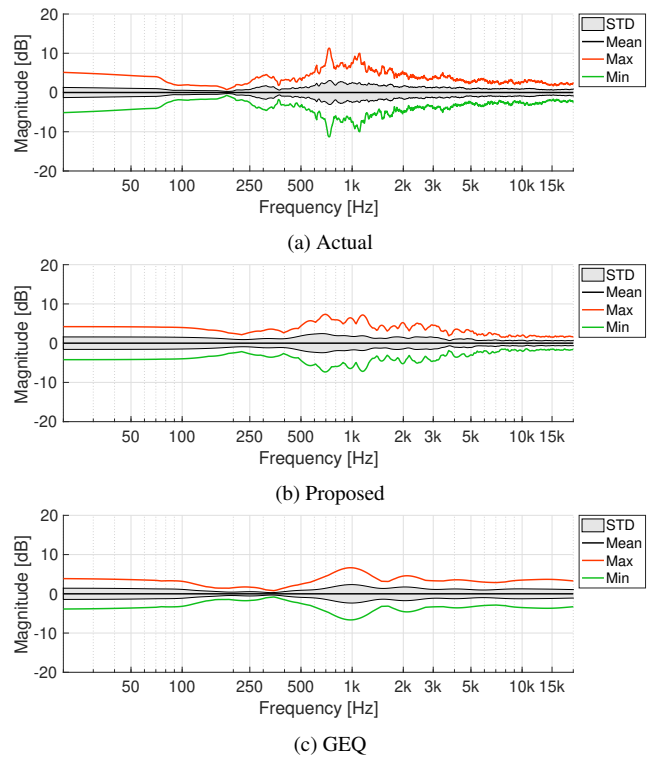 20
10
0
-10
-20
Magnitude [dB]
50 100 250 500 1k 2k 3k 5k 10k 15k
Frequency [Hz]
STD
Mean
Max
Min
(a) Actual
20
10
0
-10
-20
Magnitude [dB]
50 100 250 500 1k 2k 3k 5k 10k 15k
Frequency [Hz]
STD
Mean
Max
Min
(b) Proposed
20
10
0
-10
-20
Magnitude [dB]
50 100 250 500 1k 2k 3k 5k 10k 15k
Frequency [Hz]
STD
Mean
Max
Min
(c) GEQ